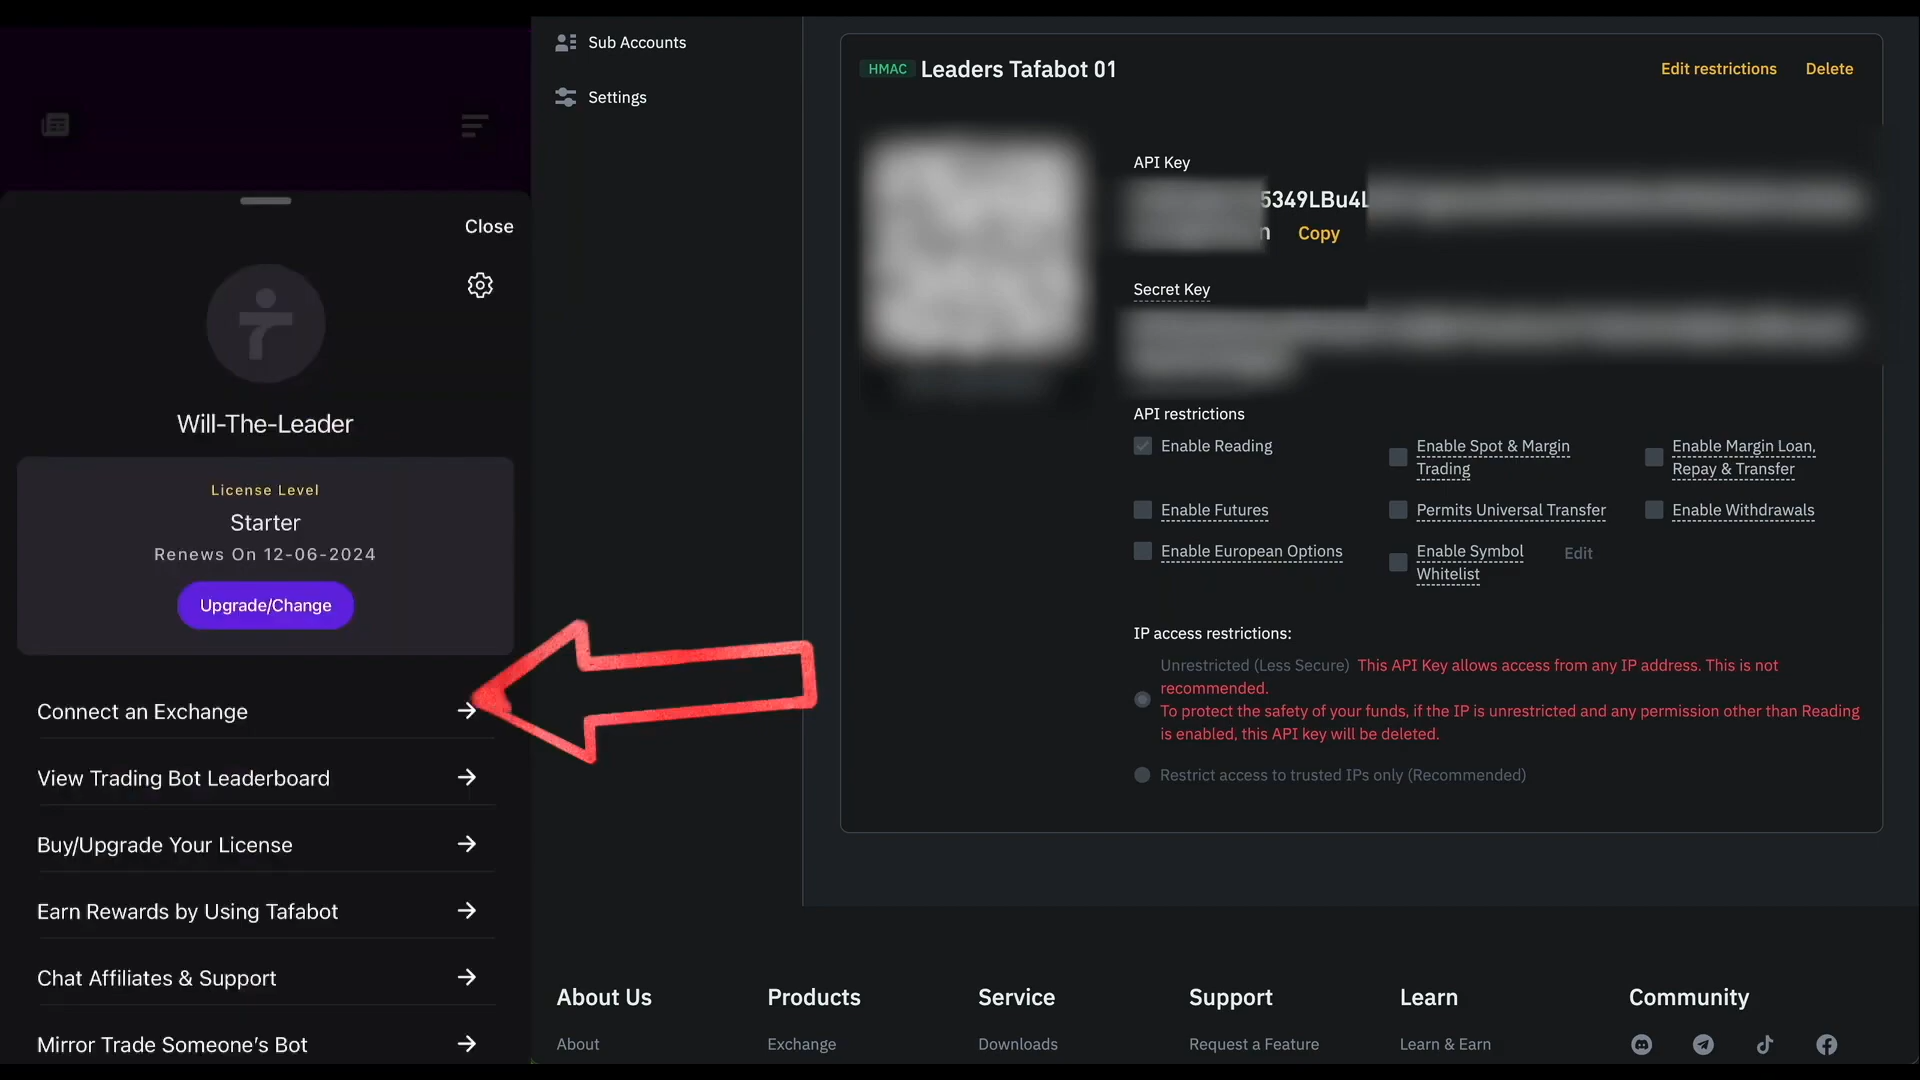 Close
Will-The-Leader
License Level
Starter
Renews On 12-06-2024
Upgrade/Change
Connect an Exchange
View Trading Bot Leaderboard
Buy/Upgrade Your License
Earn Rewards by Using Tafabot
Chat Affiliates & Support
Mirror Trade Someone's Bot
Sub Accounts
Settings
HMAC Leaders Tafabot 01
Edit restrictions Delete
API Key
5349LBu4L
n Copy
Secret Key
API restrictions
Enable Reading
Enable Spot & Margin
Trading
Enable Margin Loan,
Repay & Transfer
Enable Futures
Permits Universal Transfer
Enable Withdrawals
Enable European Options
Enable Symbol
Whitelist
Edit
IP access restrictions:
Unrestricted (Less Secure) This API Key allows access from any IP address. This is not
recommended.
To protect the safety of your funds, if the IP is unrestricted and any permission other than Reading
is enabled, this API key will be deleted.
Restrict access to trusted IPs only (Recommended)
About Us
About
Products
Exchange
Service
Downloads
Support
Request a Feature
Learn
Learn & Earn
Community